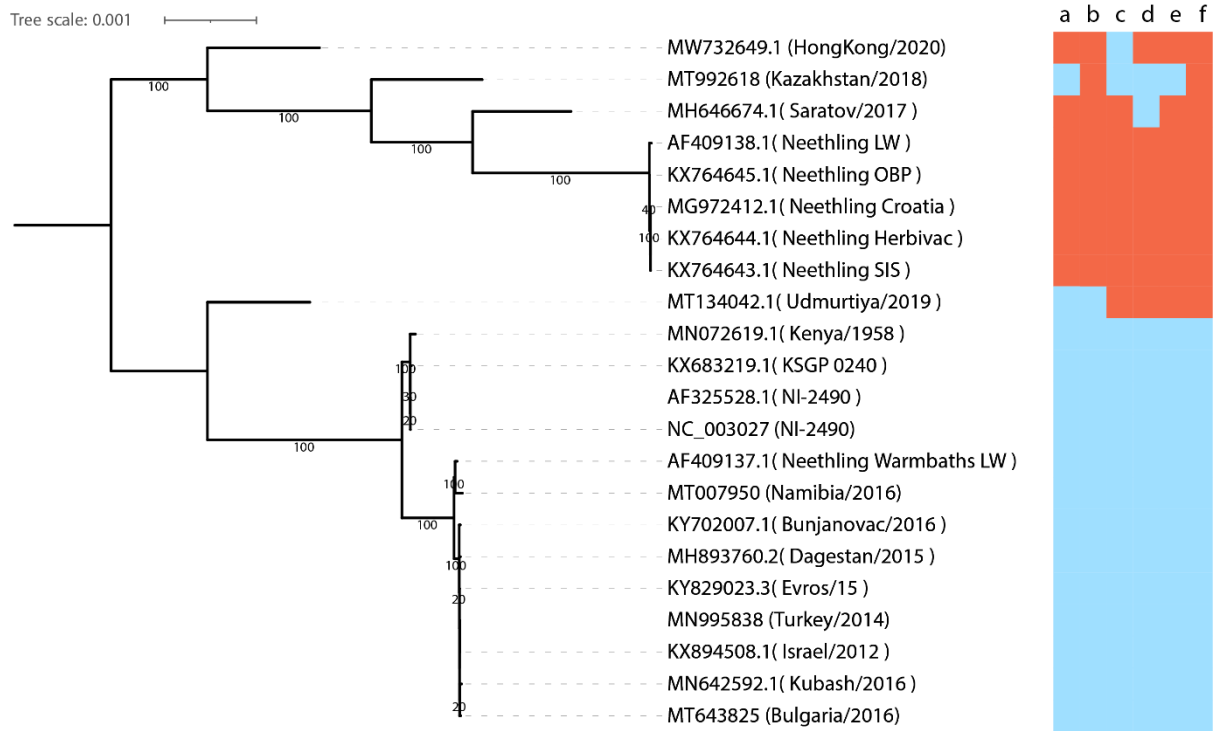 Tree scale: 0.001
a b c d e f
MW732649.1 (HongKong/2020)
100
MT992618 (Kazakhstan/2018)
100
MH646674.1( Saratov/2017 )
100
AF409138.1( Neethling LW )
100
KX764645.1( Neethling OBP )
40
MG972412.1( Neethling Croatia )
100
KX764644.1( Neethling Herbivac )
KX764643.1( Neethling SIS )
MT134042.1( Udmurtiya/2019 )
MN072619.1( Kenya/1958 )
100
KX683219.1( KSGP 0240 )
30
AF325528.1( NI-2490 )
20
NC_003027 (NI-2490)
100
AF409137.1( Neethling Warmbaths LW )
100
MT007950 (Namibia/2016)
100
KY702007.1( Bunjanovac/2016 )
100
MH893760.2( Dagestan/2015 )
20
KY829023.3( Evros/15 )
MN995838 (Turkey/2014)
KX894508.1( Israel/2012 )
MN642592.1( Kubash/2016 )
20
MT643825 (Bulgaria/2016)